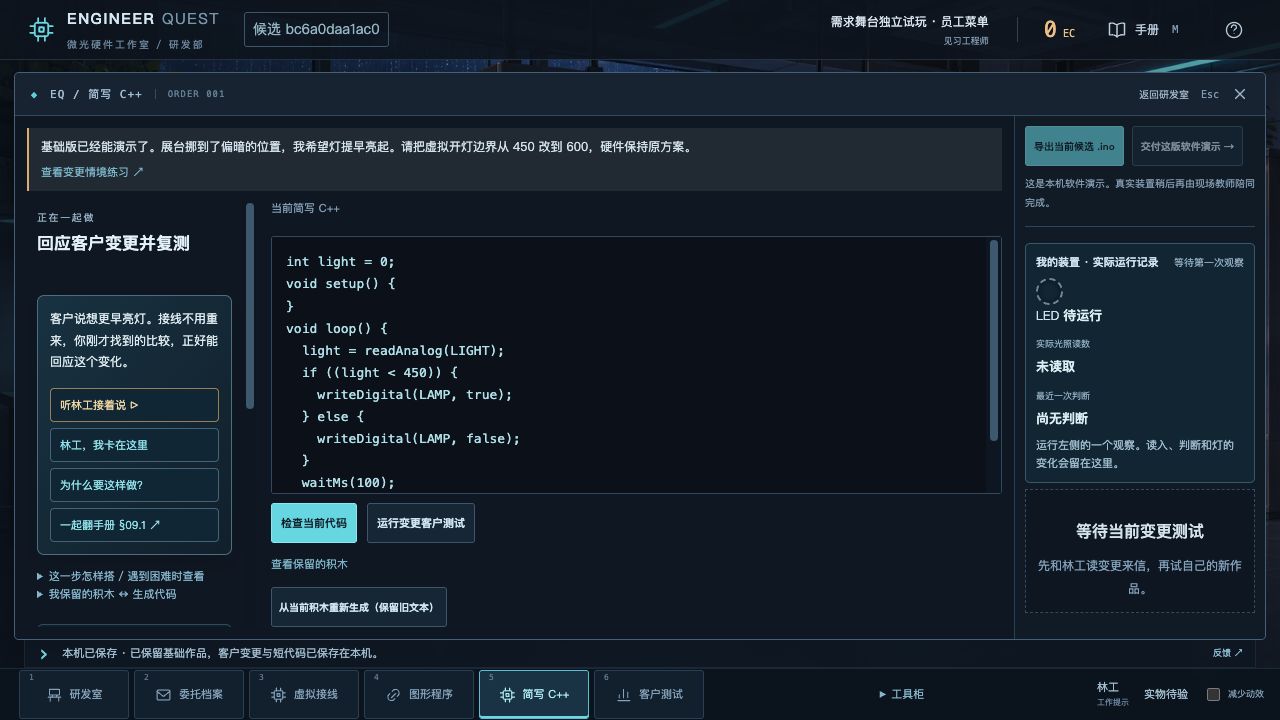 ENGINEER QUEST
微光硬件工作室 / 研发部
候选 bc6a0daa1ac0
需求舞台独立试玩 · 员工菜单
见习工程师
0 EC
手册 M
EQ / 简写 C++ ORDER 001
返回研发室 Esc
基础版已经能演示了。展台挪到了偏暗的位置，我希望灯提早亮起。请把虚拟开灯边界从 450 改到 600，硬件保持原方案。
查看变更情境练习 ↗
正在一起做
回应客户变更并复测
客户说想更早亮灯。接线不用重
来，你刚才找到的比较，正好能
回应这个变化。
听林工接着说 ▷
林工，我卡在这里
为什么要这样做?
一起翻手册 §09.1 ↗
▶ 这一步怎样搭 / 遇到困难时查看
▶ 我保留的积木 ↔ 生成代码
当前简写 C++
int light = 0;
void setup() {
}
void loop() {
  light = readAnalog(LIGHT);
  if ((light < 450)) {
    writeDigital(LAMP, true);
  } else {
    writeDigital(LAMP, false);
  }
  waitMs(100);
检查当前代码
运行变更客户测试
查看保留的积木
从当前积木重新生成（保留旧文本）
导出当前候选 .ino
交付这版软件演示 →
这是本机软件演示。真实装置稍后再由现场教师陪同
完成。
我的装置 · 实际运行记录 等待第一次观察
LED 待运行
实际光照读数
未读取
最近一次判断
尚无判断
运行左侧的一个观察。读入、判断和灯的
变化会留在这里。
等待当前变更测试
先和林工读变更来信，再试自己的新作
品。
本机已保存 · 已保留基础作品，客户变更与短代码已保存在本机。
反馈 ↗
1 研发室
2 委托档案
3 虚拟接线
4 图形程序
5 简写 C++
6 客户测试
▶ 工具柜
林工
工作提示
实物待验
减少动效